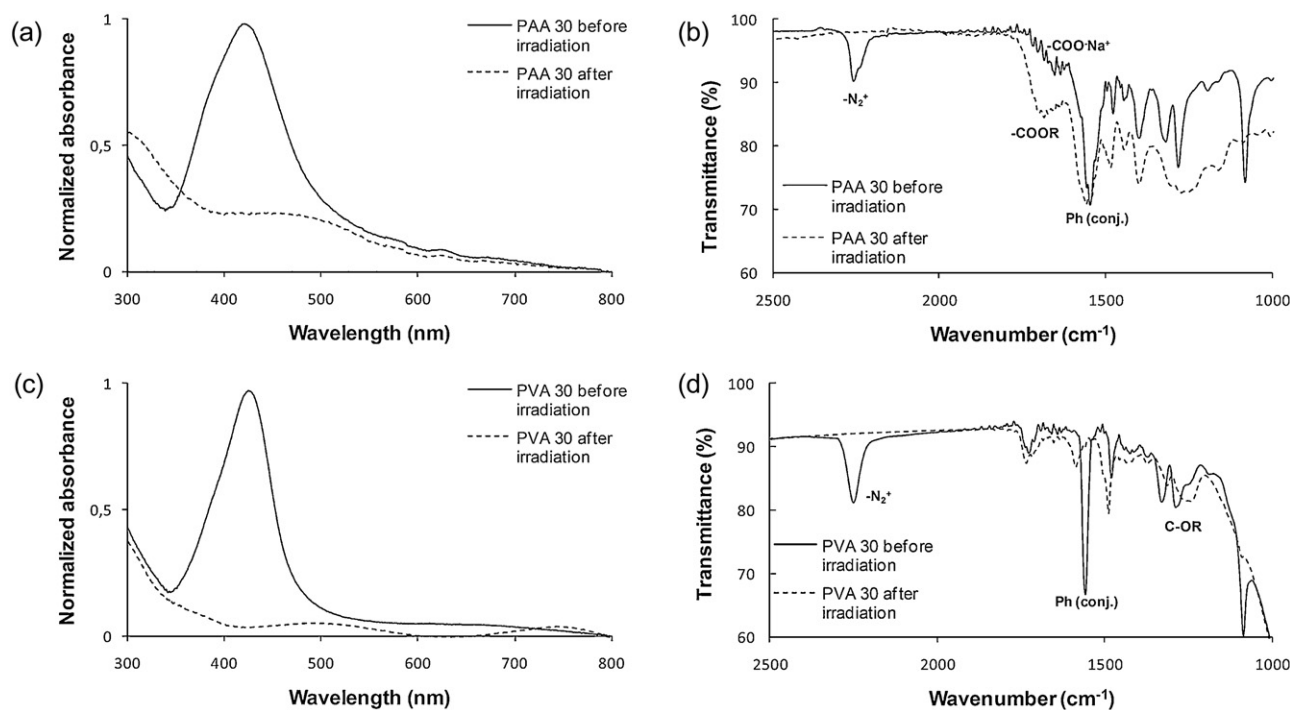 (a)
Normalized absorbance
1
0,5
0
300
400
500
600
700
800
Wavelength (nm)
PAA 30 before
irradiation
PAA 30 after
irradiation
(b)
Transmittance (%)
100
90
80
70
60
2500
2000
1500
1000
Wavenumber (cm⁻¹)
-N₂⁺
-COO⁻Na⁺
-COOR
Ph (conj.)
PAA 30 before
irradiation
PAA 30 after
irradiation
(c)
Normalized absorbance
1
0,5
0
300
400
500
600
700
800
Wavelength (nm)
PVA 30 before
irradiation
PVA 30 after
irradiation
(d)
Transmittance (%)
100
90
80
70
60
2500
2000
1500
1000
Wavenumber (cm⁻¹)
-N₂⁺
C-OR
Ph (conj.)
PVA 30 before
irradiation
PVA 30 after
irradiation